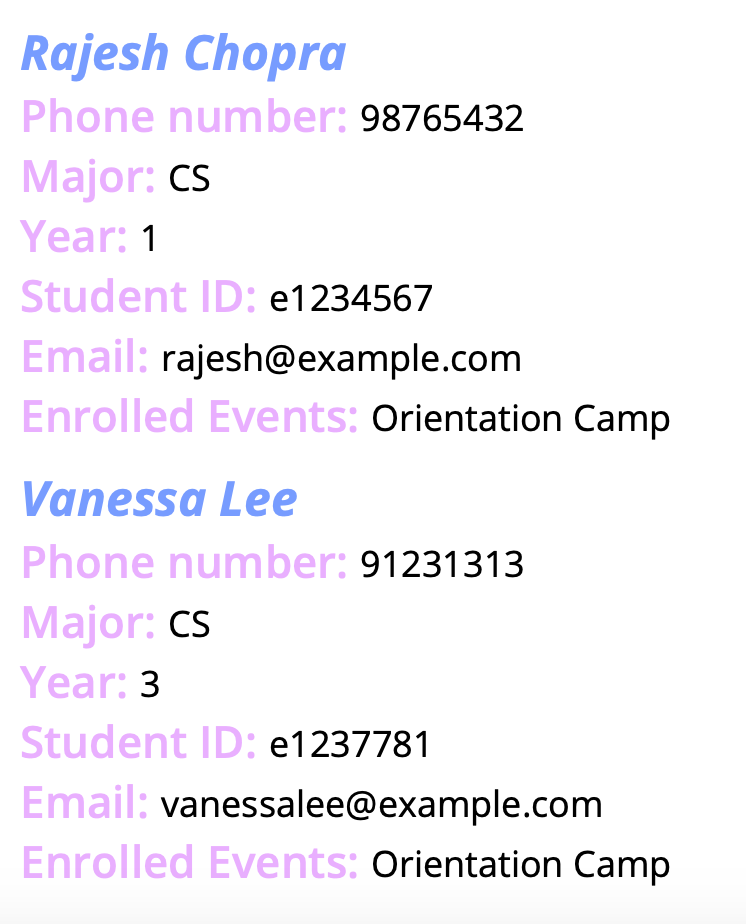 Rajesh Chopra
Phone number: 98765432
Major: CS
Year: 1
Student ID: e1234567
Email: rajesh@example.com
Enrolled Events: Orientation Camp
Vanessa Lee
Phone number: 91231313
Major: CS
Year: 3
Student ID: e1237781
Email: vanessalee@example.com
Enrolled Events: Orientation Camp